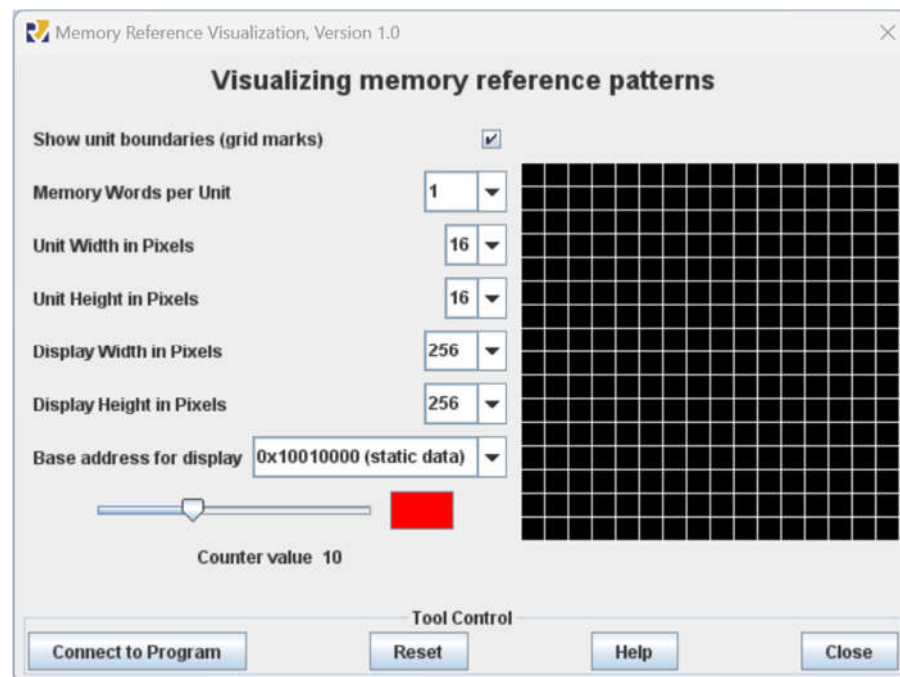 Memory Reference Visualization, Version 1.0
Visualizing memory reference patterns
Show unit boundaries (grid marks)
Memory Words per Unit 1
Unit Width in Pixels 16
Unit Height in Pixels 16
Display Width in Pixels 256
Display Height in Pixels 256
Base address for display 0x10010000 (static data)
Counter value 10
Tool Control
Connect to Program Reset Help Close